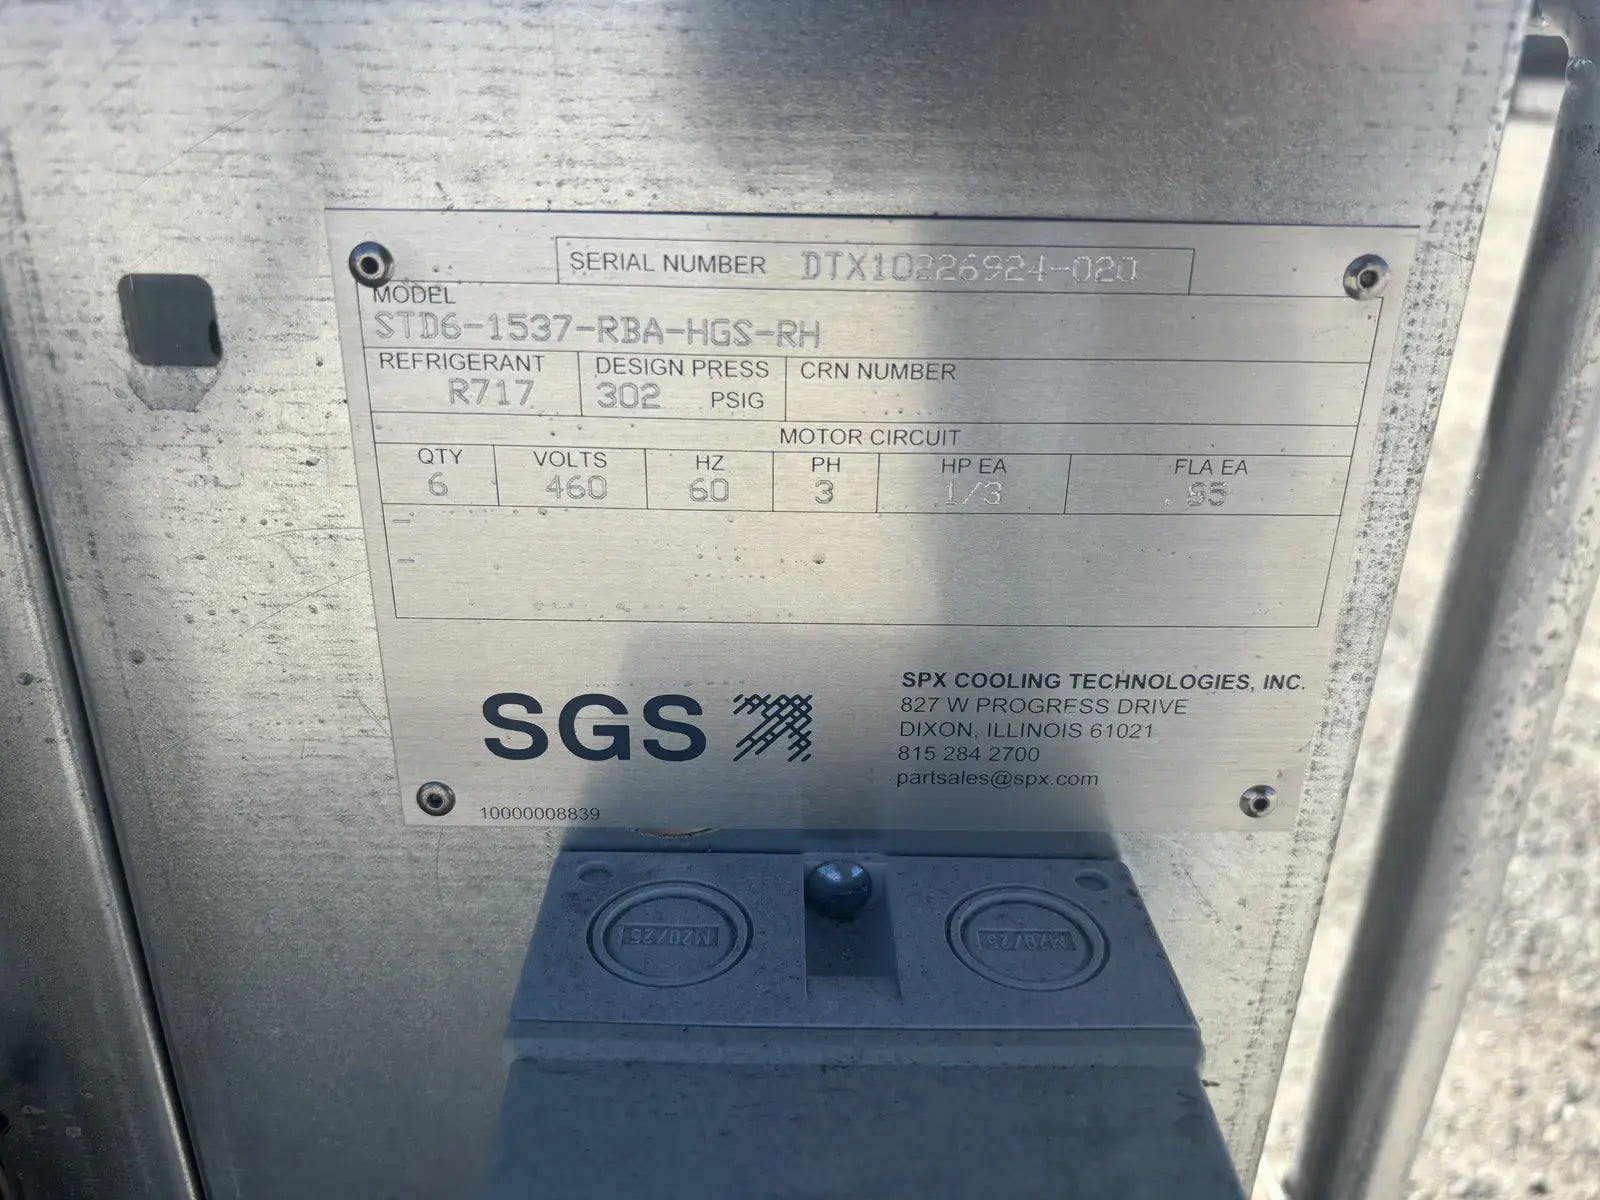 SERIAL NUMBER DTX10226924-020
MODEL
STD6-1537-RBA-HGS-RH
REFRIGERANT DESIGN PRESS CRN NUMBER
R717 302 PSIG
MOTOR CIRCUIT
QTY VOLTS HZ PH HP EA FLA EA
6 460 60 3 1/3
SGS
SPX COOLING TECHNOLOGIES, INC.
827 W PROGRESS DRIVE
DIXON, ILLINOIS 61021
815 284 2700
partsales@spx.com
10000008839
M20/25 M20/25